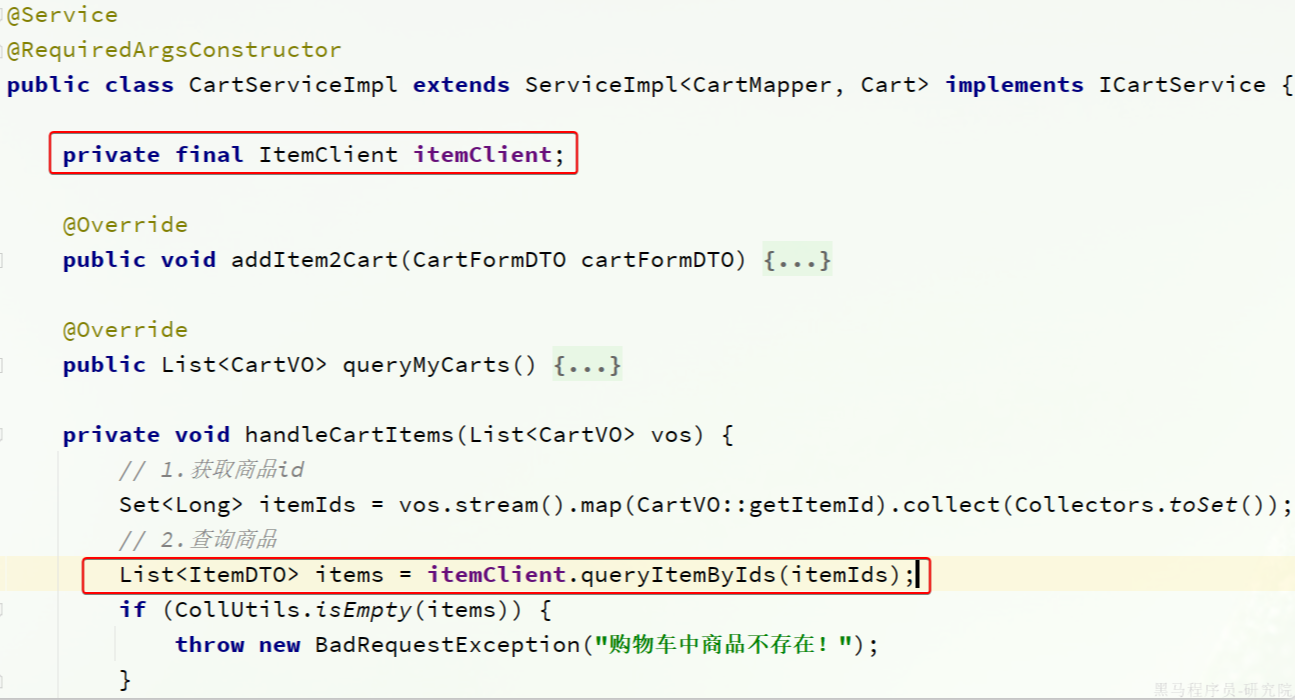 @Service
@RequiredArgsConstructor
public class CartServiceImpl extends ServiceImpl<CartMapper, Cart> implements ICartService {
private final ItemClient itemClient;
@Override
public void addItem2Cart(CartFormDTO cartFormDTO) {...}
@Override
public List<CartVO> queryMyCarts() {...}
private void handleCartItems(List<CartVO> vos) {
// 1.获取商品id
Set<Long> itemIds = vos.stream().map(CartVO::getItemId).collect(Collectors.toSet());
// 2.查询商品
List<ItemDTO> items = itemClient.queryItemByIds(itemIds);
if (CollUtils.isEmpty(items)) {
throw new BadRequestException("购物车中商品不存在！");
}
黑马程序员-研究院